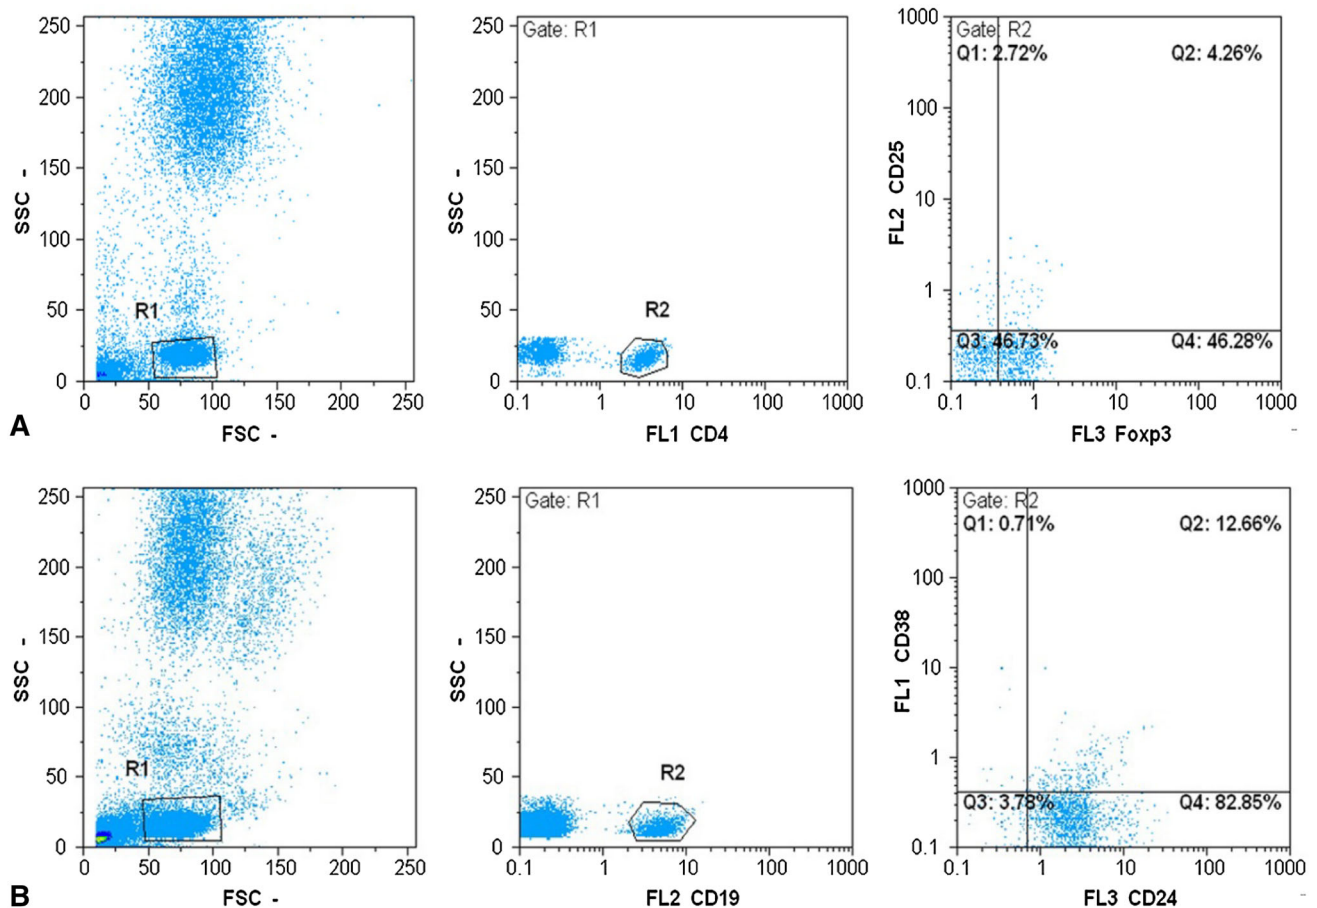 250
200
150
100
50
0
SSC -
R1
0 50 100 150 200 250
FSC -
Gate: R1
250
200
150
100
50
0
SSC -
R2
0.1 1 10 100 1000
FL1 CD4
Gate: R2
Q1: 2.72% Q2: 4.26%
1000
100
10
1
0.1
FL2 CD25
Q3: 46.73% Q4: 46.28%
0.1 1 10 100 1000
FL3 Foxp3
A
250
200
150
100
50
0
SSC -
R1
0 50 100 150 200 250
FSC -
Gate: R1
250
200
150
100
50
0
SSC -
R2
0.1 1 10 100 1000
FL2 CD19
Gate: R2
Q1: 0.71% Q2: 12.66%
1000
100
10
1
0.1
FL1 CD38
Q3: 3.78% Q4: 82.85%
0.1 1 10 100 1000
FL3 CD24
B